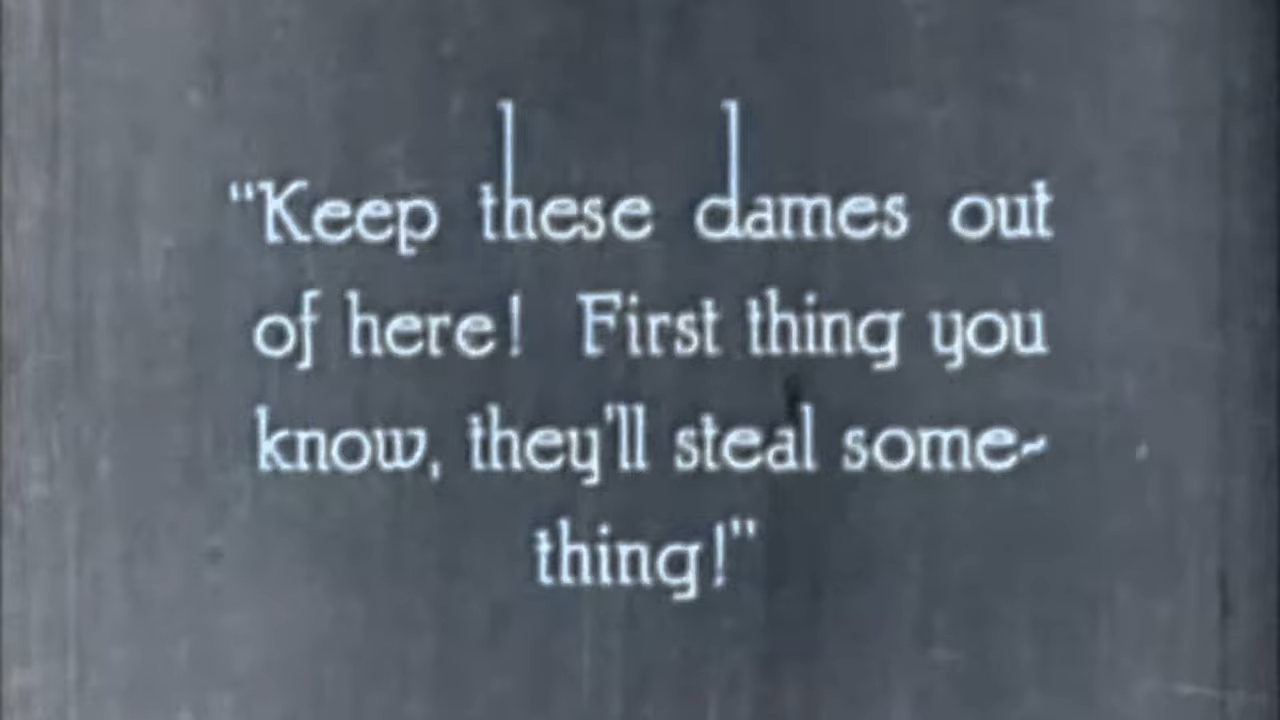 "Keep these dames out
of here! First thing you
know, they'll steal some-
thing!"